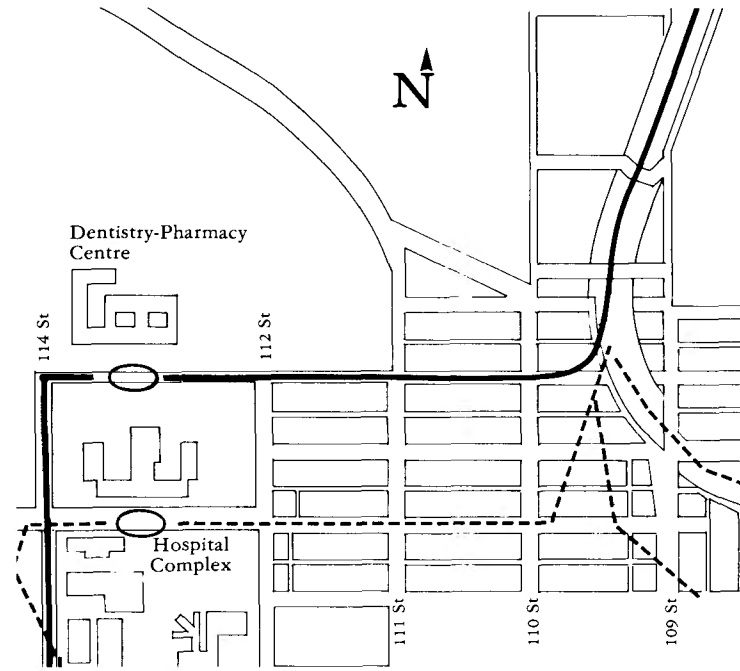 N
Dentistry-Pharmacy
Centre
114 St
112 St
Hospital
Complex
111 St
110 St
109 St